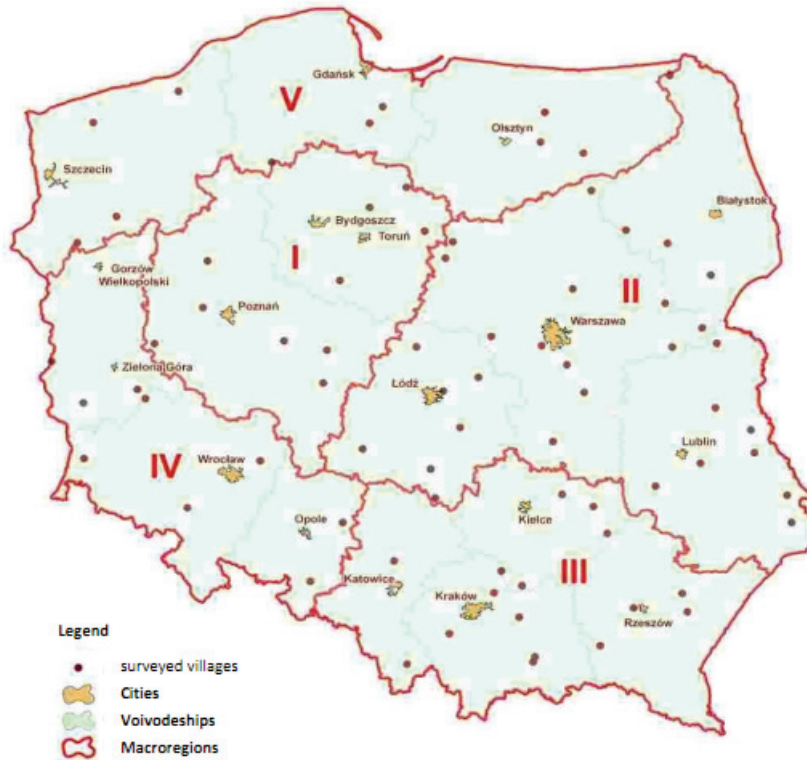 Gdańsk
V
Olsztyn
Szczecin
Białystok
Bydgoszcz
Toruń
Gorzów
Wielkopolski
I
II
Poznań
Warszawa
Zielona Góra
Łódź
Lublin
IV
Wrocław
Opole
Kielce
Katowice
III
Kraków
Rzeszów
Legend
surveyed villages
Cities
Voivodeships
Macroregions